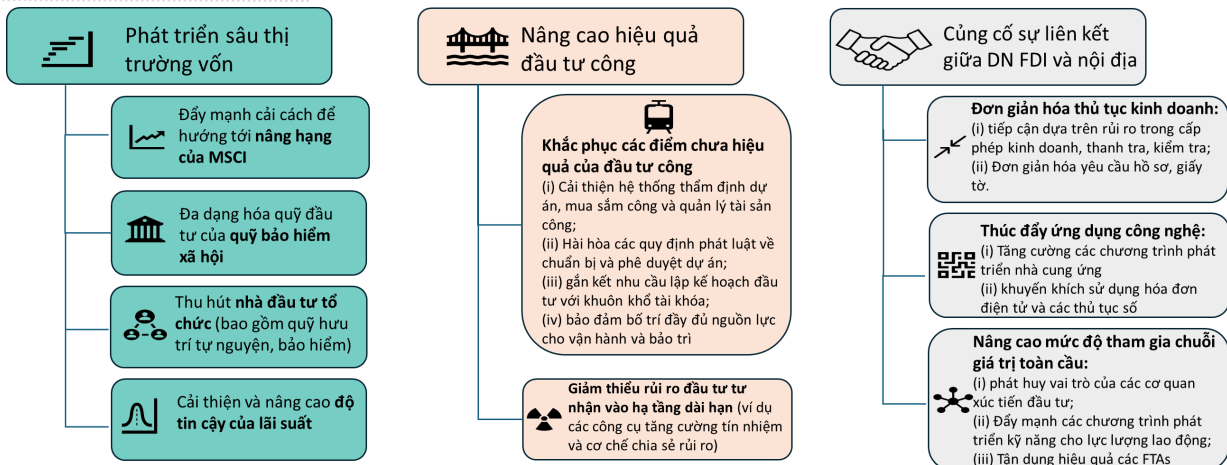 Phát triển sâu thị
trường vốn
Đẩy mạnh cải cách để
hướng tới nâng hạng
của MSCI
Đa dạng hóa quỹ đầu
tư của quỹ bảo hiểm
xã hội
Thu hút nhà đầu tư tổ
chức (bao gồm quỹ hưu
trí tự nguyện, bảo hiểm)
Cải thiện và nâng cao độ
tin cậy của lãi suất
Nâng cao hiệu quả
đầu tư công
Khắc phục các điểm chưa hiệu
quả của đầu tư công
(i) Cải thiện hệ thống thẩm định dự
án, mua sắm công và quản lý tài sản
công;
(ii) Hài hòa các quy định phát luật về
chuẩn bị và phê duyệt dự án;
(iii) gắn kết nhu cầu lập kế hoạch đầu
tư với khuôn khổ tài khóa;
(iv) bảo đảm bố trí đầy đủ nguồn lực
cho vận hành và bảo trì
Giảm thiểu rủi ro đầu tư tư
nhận vào hạ tầng dài hạn (ví dụ
các công cụ tăng cường tín nhiệm
và cơ chế chia sẻ rủi ro)
Củng cố sự liên kết
giữa DN FDI và nội địa
Đơn giản hóa thủ tục kinh doanh:
(i) tiếp cận dựa trên rủi ro trong cấp
phép kinh doanh, thanh tra, kiểm tra;
(ii) Đơn giản hóa yêu cầu hồ sơ, giấy
tờ.
Thúc đẩy ứng dụng công nghệ:
(i) Tăng cường các chương trình phát
triển nhà cung ứng
(ii) khuyến khích sử dụng hóa đơn
điện tử và các thủ tục số
Nâng cao mức độ tham gia chuỗi
giá trị toàn cầu:
(i) phát huy vai trò của các cơ quan
xúc tiến đầu tư;
(ii) Đẩy mạnh các chương trình phát
triển kỹ năng cho lực lượng lao động;
(iii) Tận dụng hiệu quả các FTAs